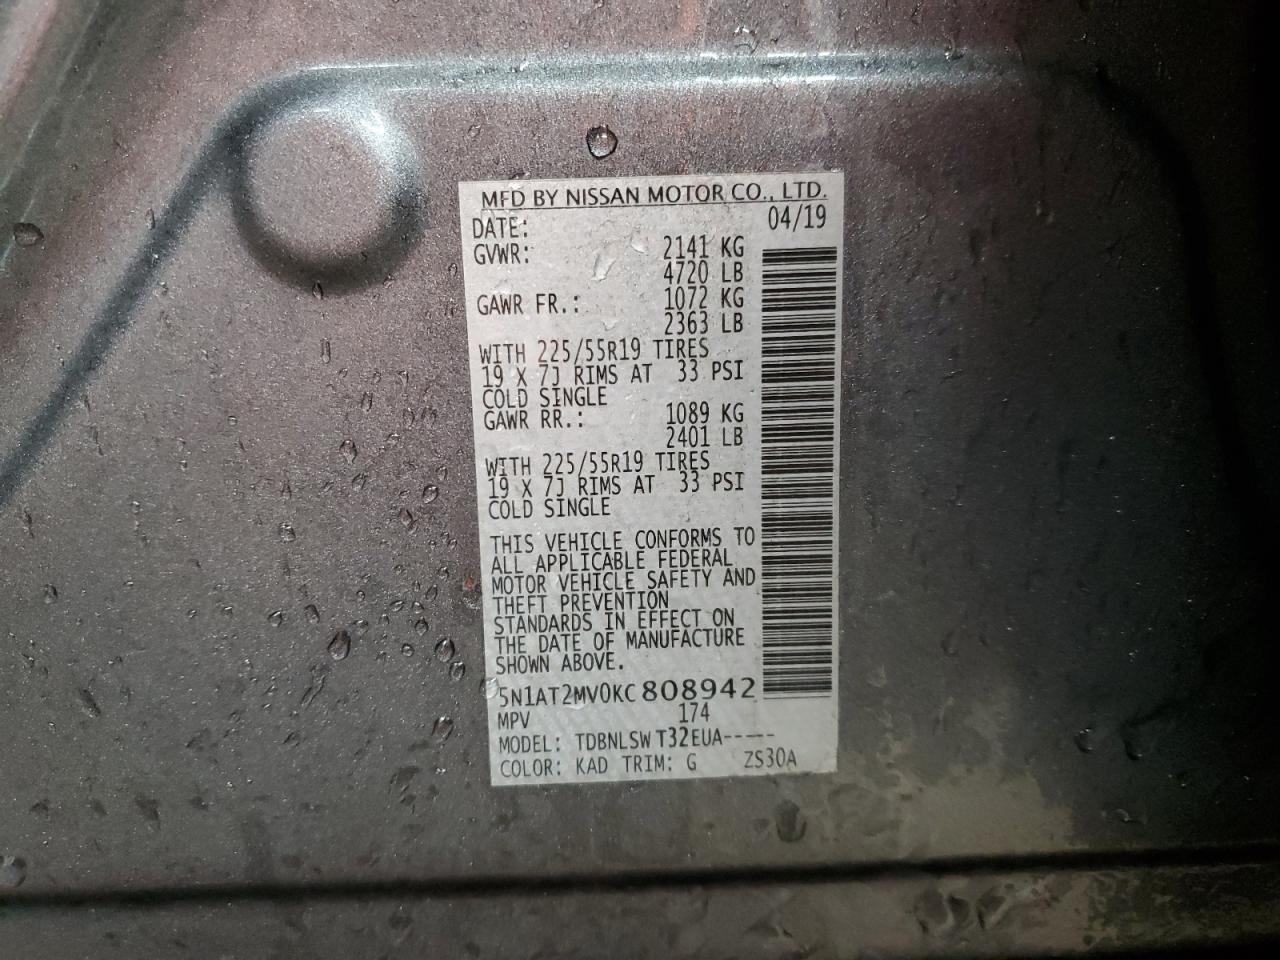 MFD BY NISSAN MOTOR CO., LTD.
DATE: 04/19
GVWR: 2141 KG
4720 LB
GAWR FR.: 1072 KG
2363 LB
WITH 225/55R19 TIRES
19 X 7J RIMS AT 33 PSI
COLD SINGLE
GAWR RR.: 1089 KG
2401 LB
WITH 225/55R19 TIRES
19 X 7J RIMS AT 33 PSI
COLD SINGLE
THIS VEHICLE CONFORMS TO
ALL APPLICABLE FEDERAL
MOTOR VEHICLE SAFETY AND
THEFT PREVENTION
STANDARDS IN EFFECT ON
THE DATE OF MANUFACTURE
SHOWN ABOVE.
5N1AT2MV0KC808942
MPV 174
MODEL: TDBNLSW T32EUA-----
COLOR: KAD TRIM: G ZS30A